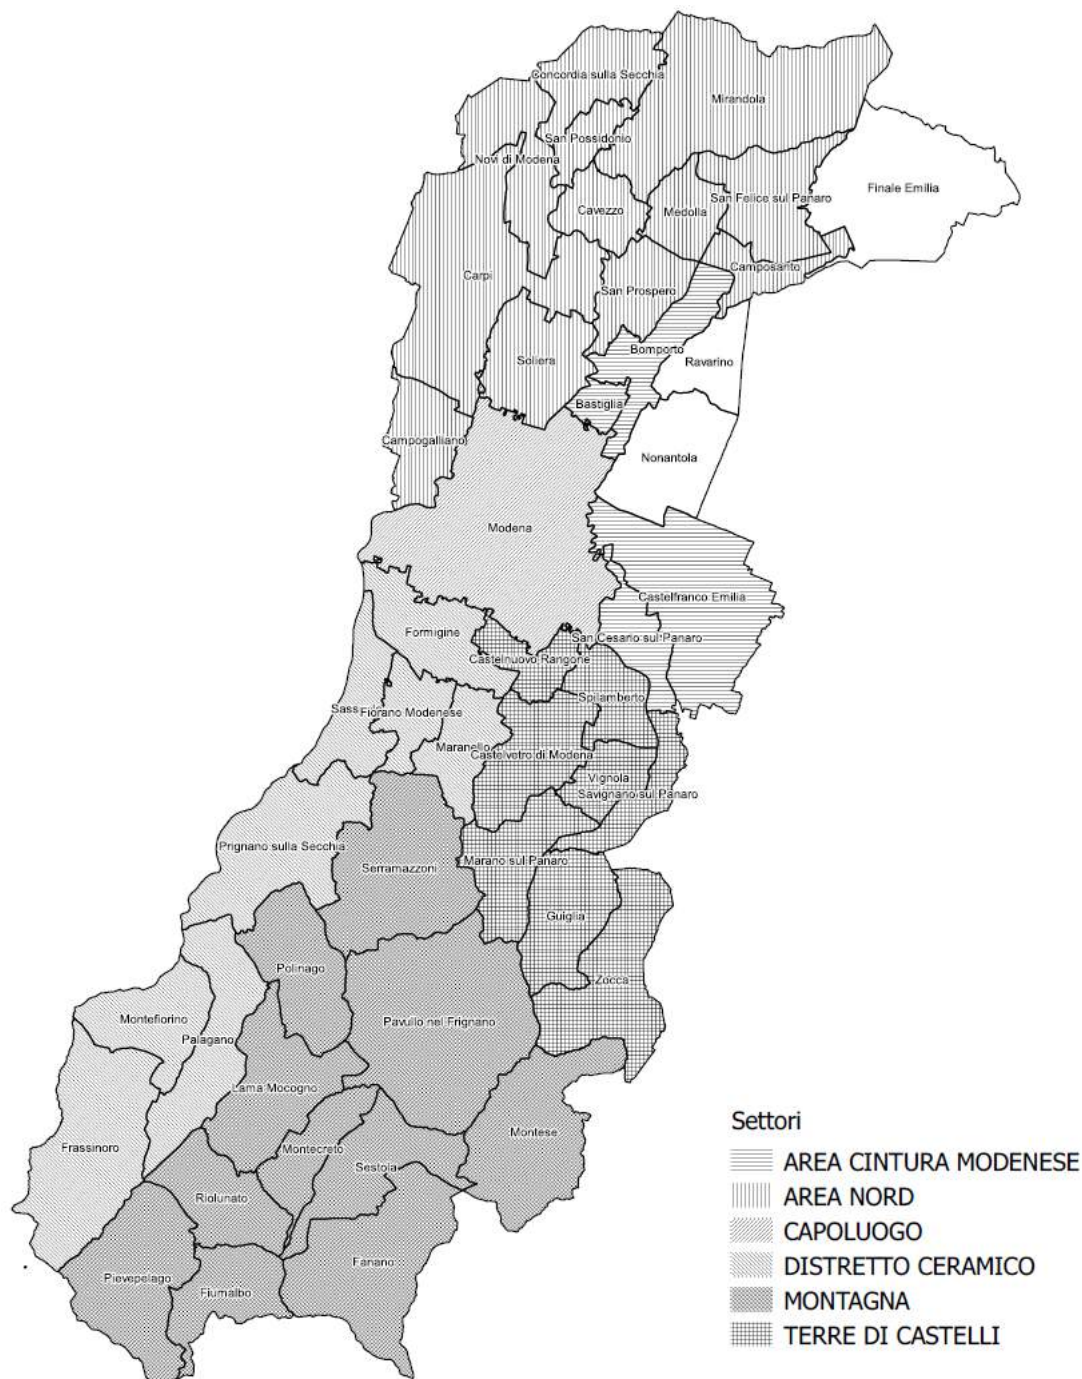 Concordia sulla Secchia
Mirandola
San Possidonio
Novi di Modena
Finale Emilia
San Felice sul Panaro
Cavezzo
Medolla
Camposanto
Carpi
San Prospero
Bomporto
Soliera
Ravarino
Bastiglia
Campogalliano
Nonantola
Modena
Castelfranco Emilia
Formigine
San Cesario sul Panaro
Castelnuovo Rangone
Spilamberto
Sass
Fiorano Modenese
Maranello
Castelvetro di Modena
Vignola
Savignano sul Panaro
Prignano sulla Secchia
Marano sul Panaro
Serramazzoni
Guiglia
Polinago
Zocca
Montefiorino
Pavullo nel Frignano
Palagano
Lama Mocogno
Montese
Frassinoro
Montecreto
Sestola
Riolunato
Fanano
Pievepelago
Fiumalbo
Settori
AREA CINTURA MODENESE
AREA NORD
CAPOLUOGO
DISTRETTO CERAMICO
MONTAGNA
TERRE DI CASTELLI